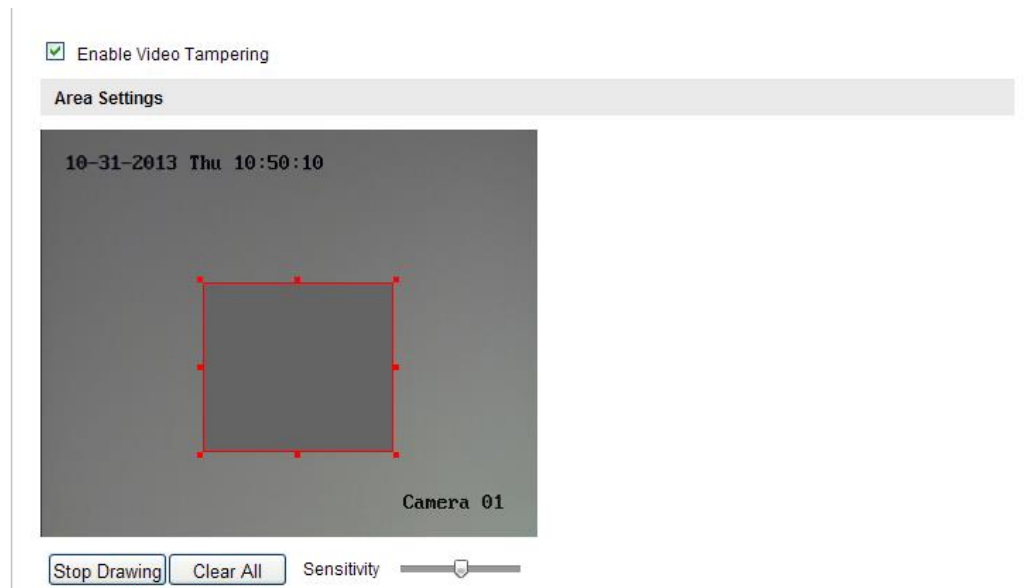 Enable Video Tampering
Area Settings
10-31-2013 Thu 10:50:10
Camera 01
Stop Drawing Clear All Sensitivity